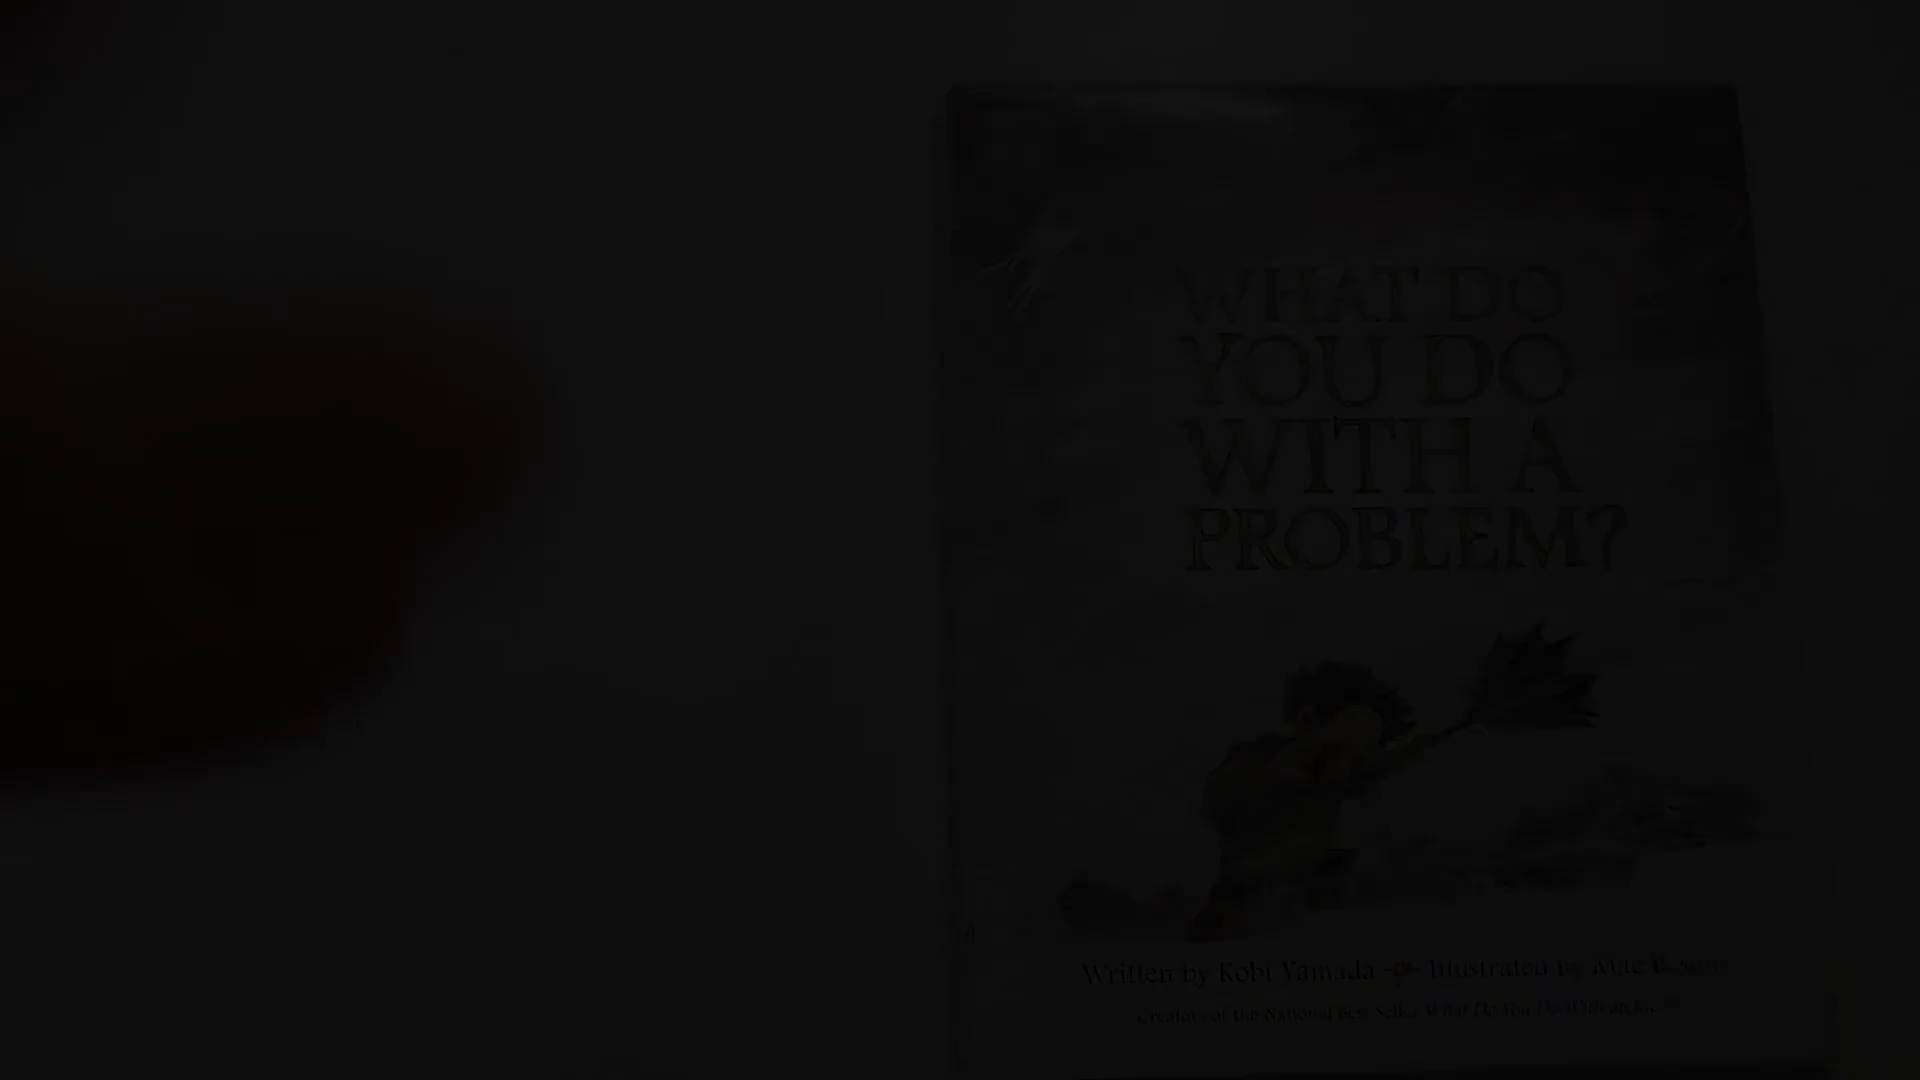 WHAT DO
YOU DO
WITH A
PROBLEM?
Written by Kobi Yamada Illustrated by Mae Besom
Creators of the National Best Seller What Do You Do With an Idea?